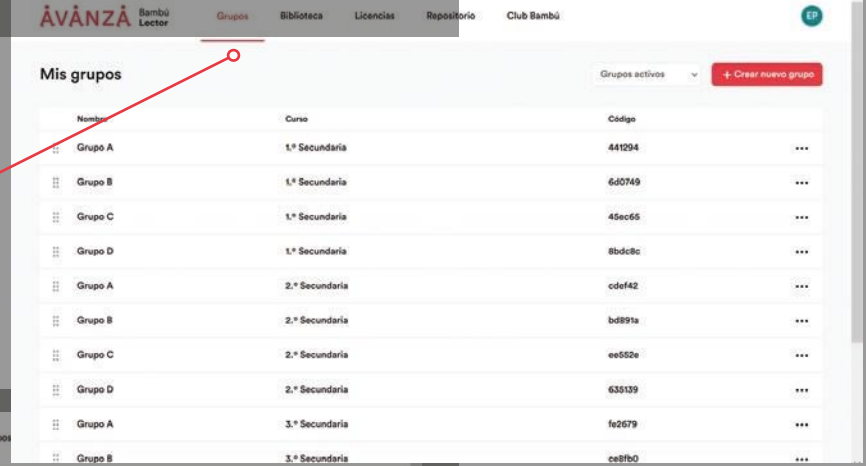 ÅVÅNZÅ Bambú Lector Grupos Biblioteca Licencias Repositorio Club Bambú EP
Mis grupos Grupos activos + Crear nuevo grupo
Nombre Curso Código
Grupo A 1.º Secundaria 441294
Grupo B 1.º Secundaria 6d0749
Grupo C 1.º Secundaria 45ec65
Grupo D 1.º Secundaria 8bdc8c
Grupo A 2.º Secundaria cdef42
Grupo B 2.º Secundaria bd891a
Grupo C 2.º Secundaria ee552e
Grupo D 2.º Secundaria 635139
Grupo A 3.º Secundaria fe2679
Grupo B 3.º Secundaria ce8fb0